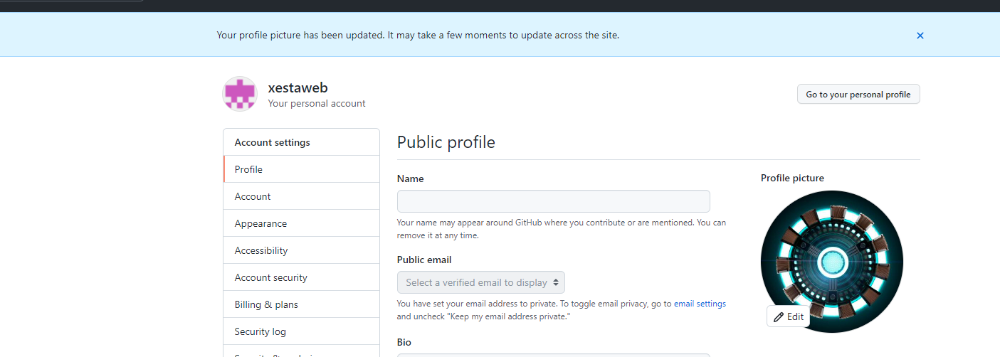 Your profile picture has been updated. It may take a few moments to update across the site.
xestaweb
Your personal account
Go to your personal profile
Account settings
Profile
Account
Appearance
Accessibility
Account security
Billing & plans
Security log
Public profile
Name
Your name may appear around GitHub where you contribute or are mentioned. You can
remove it at any time.
Public email
Select a verified email to display
You have set your email address to private. To toggle email privacy, go to email settings
and uncheck "Keep my email address private."
Bio
Profile picture
Edit